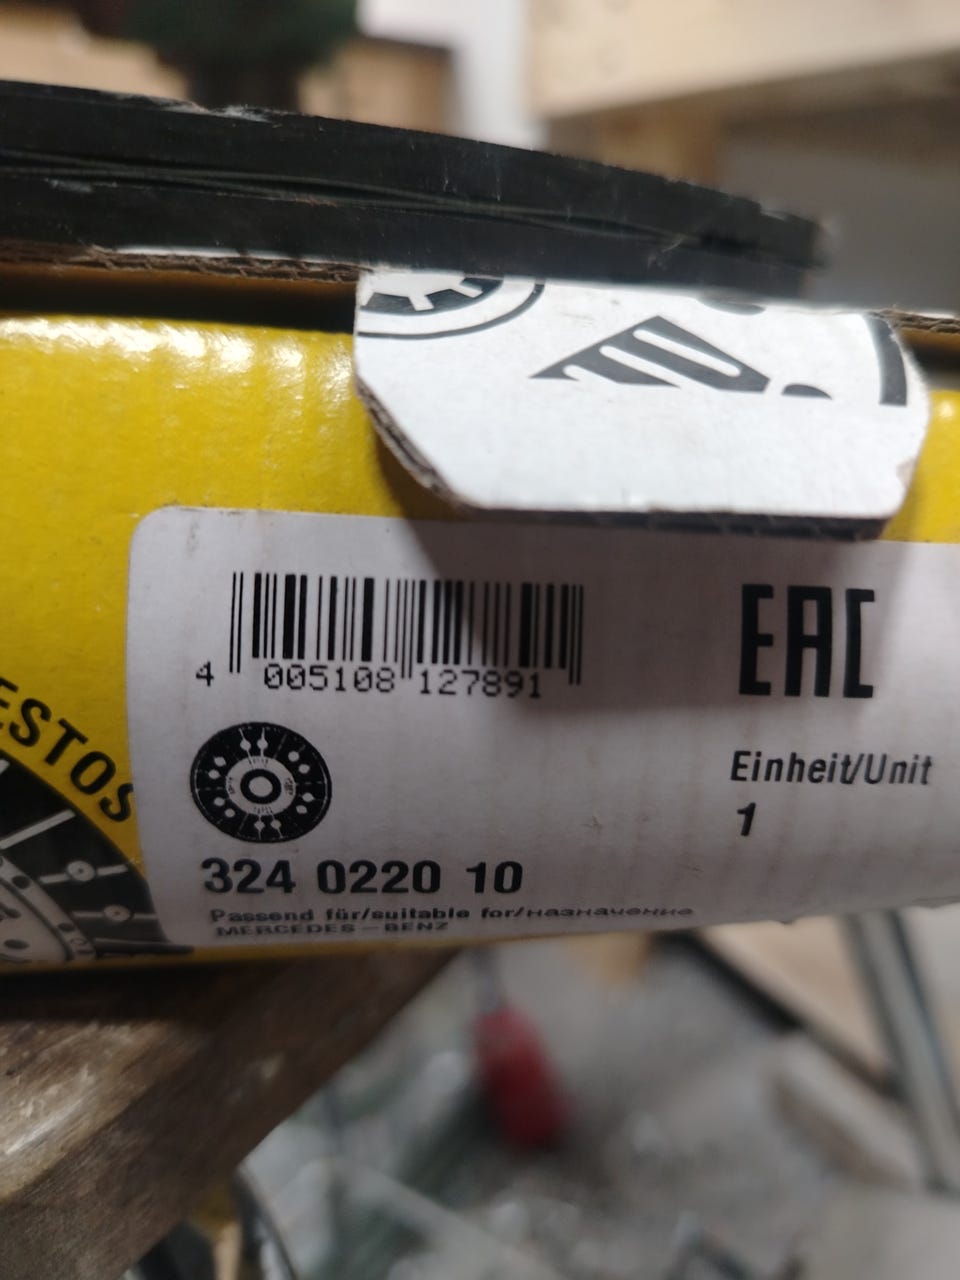 4 005108 127891
EAC
Einheit/Unit
1
ESTOS
324 0220 10
Passend für/suitable for/назначение
MERCEDES-BENZ